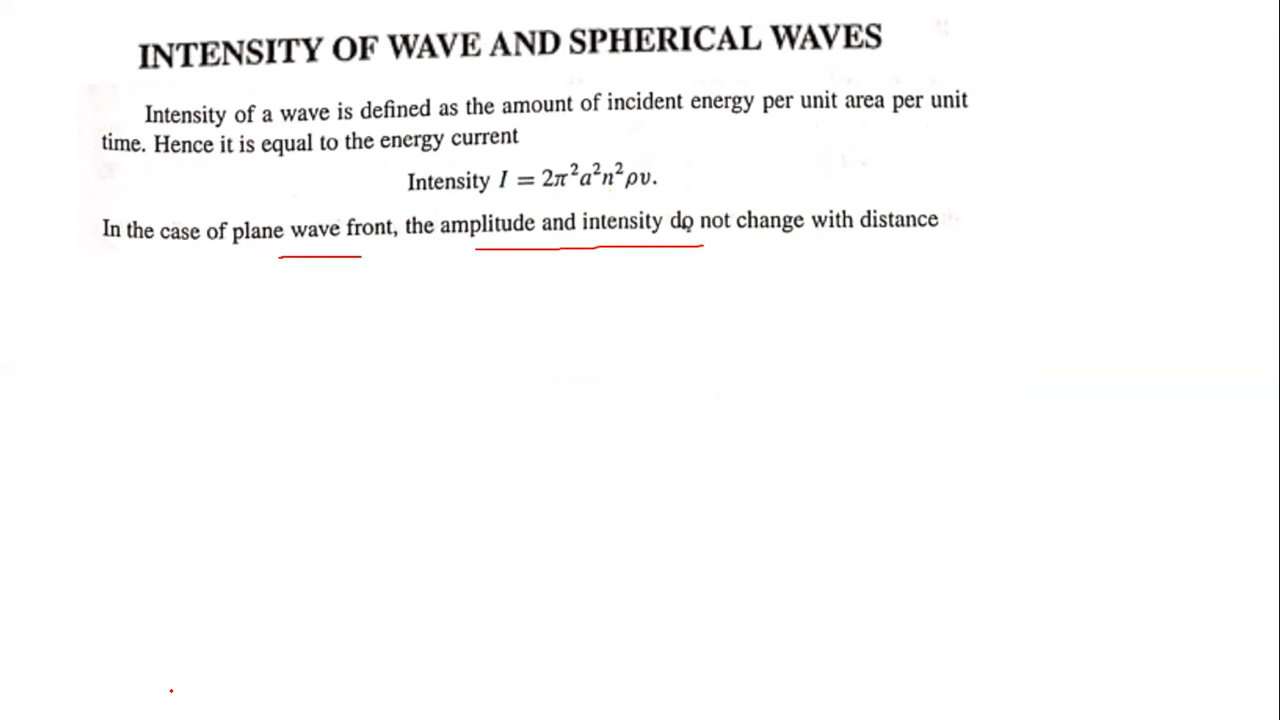 INTENSITY OF WAVE AND SPHERICAL WAVES
Intensity of a wave is defined as the amount of incident energy per unit area per unit
time. Hence it is equal to the energy current
Intensity I = 2π²a²n²ρv.
In the case of plane wave front, the amplitude and intensity do not change with distance